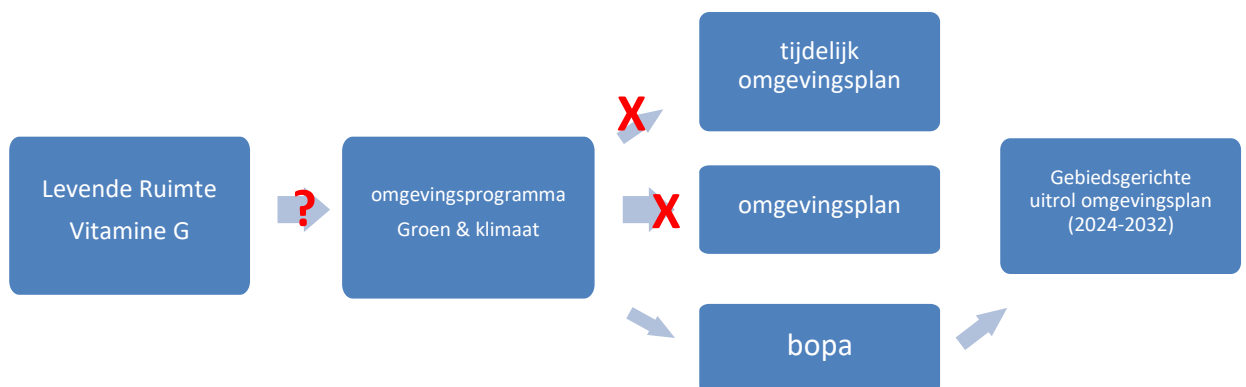 Levende Ruimte
Vitamine G
?
omgevingsprogramma
Groen & klimaat
X
tijdelijk
omgevingsplan
X
omgevingsplan
bopa
Gebiedsgerichte
uitrol omgevingsplan
(2024-2032)